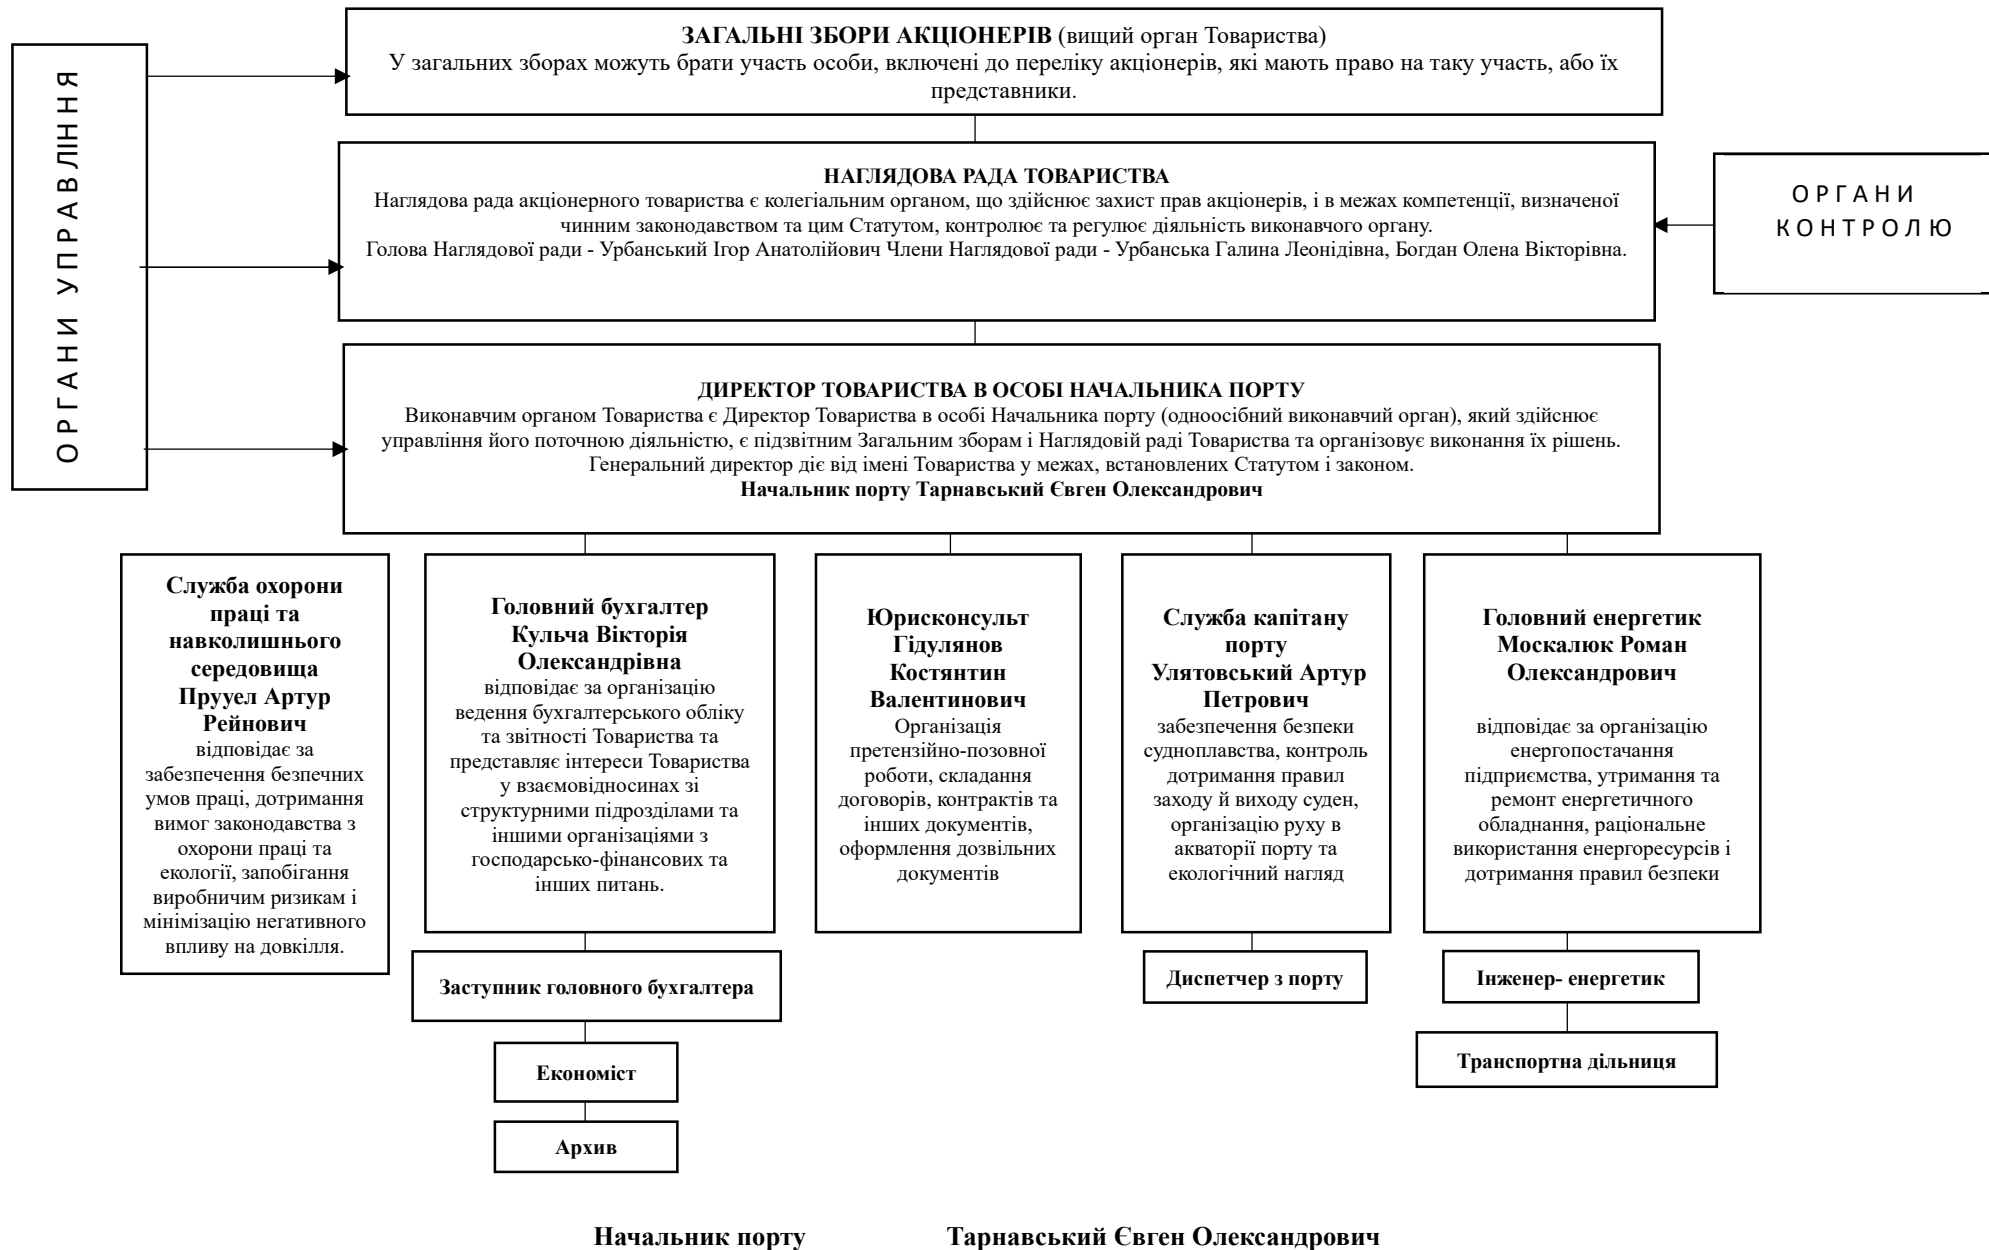 ОРГАНИ УПРАВЛІННЯ
ЗАГАЛЬНІ ЗБОРИ АКЦІОНЕРІВ (вищий орган Товариства)
У загальних зборах можуть брати участь особи, включені до переліку акціонерів, які мають право на таку участь, або їх
представники.
НАГЛЯДОВА РАДА ТОВАРИСТВА
Наглядова рада акціонерного товариства є колегіальним органом, що здійснює захист прав акціонерів, і в межах компетенції, визначеної
чинним законодавством та цим Статутом, контролює та регулює діяльність виконавчого органу.
Голова Наглядової ради - Урбанський Ігор Анатолійович Члени Наглядової ради - Урбанська Галина Леонідівна, Богдан Олена Вікторівна.
ОРГАНИ
КОНТРОЛЮ
ДИРЕКТОР ТОВАРИСТВА В ОСОБІ НАЧАЛЬНИКА ПОРТУ
Виконавчим органом Товариства є Директор Товариства в особі Начальника порту (одноосібний виконавчий орган), який здійснює
управління його поточною діяльністю, є підзвітним Загальним зборам і Наглядовій раді Товариства та організовує виконання їх рішень.
Генеральний директор діє від імені Товариства у межах, встановлених Статутом і законом.
Начальник порту Тарнавський Євген Олександрович
Служба охорони
праці та
навколишнього
середовища
Прууел Артур
Рейнович
відповідає за
забезпечення безпечних
умов праці, дотримання
вимог законодавства з
охорони праці та
екології, запобігання
виробничим ризикам і
мінімізацію негативного
впливу на довкілля.
Головний бухгалтер
Кульча Вікторія
Олександрівна
відповідає за організацію
ведення бухгалтерського обліку
та звітності Товариства та
представляє інтереси Товариства
у взаємовідносинах зі
структурними підрозділами та
іншими організаціями з
господарсько-фінансових та
інших питань.
Юрисконсульт
Гідулянов
Костянтин
Валентинович
Організація
претензійно-позовної
роботи, складання
договорів, контрактів та
інших документів,
оформлення дозвільних
документів
Служба капітану
порту
Улятовський Артур
Петрович
забезпечення безпеки
судноплавства, контроль
дотримання правил
заходу й виходу суден,
організацію руху в
акваторії порту та
екологічний нагляд
Головний енергетик
Москалюк Роман
Олександрович
відповідає за організацію
енергопостачання
підприємства, утримання та
ремонт енергетичного
обладнання, раціональне
використання енергоресурсів і
дотримання правил безпеки
Заступник головного бухгалтера
Економіст
Архив
Диспетчер з порту
Інженер- енергетик
Транспортна дільниця
Начальник порту Тарнавський Євген Олександрович